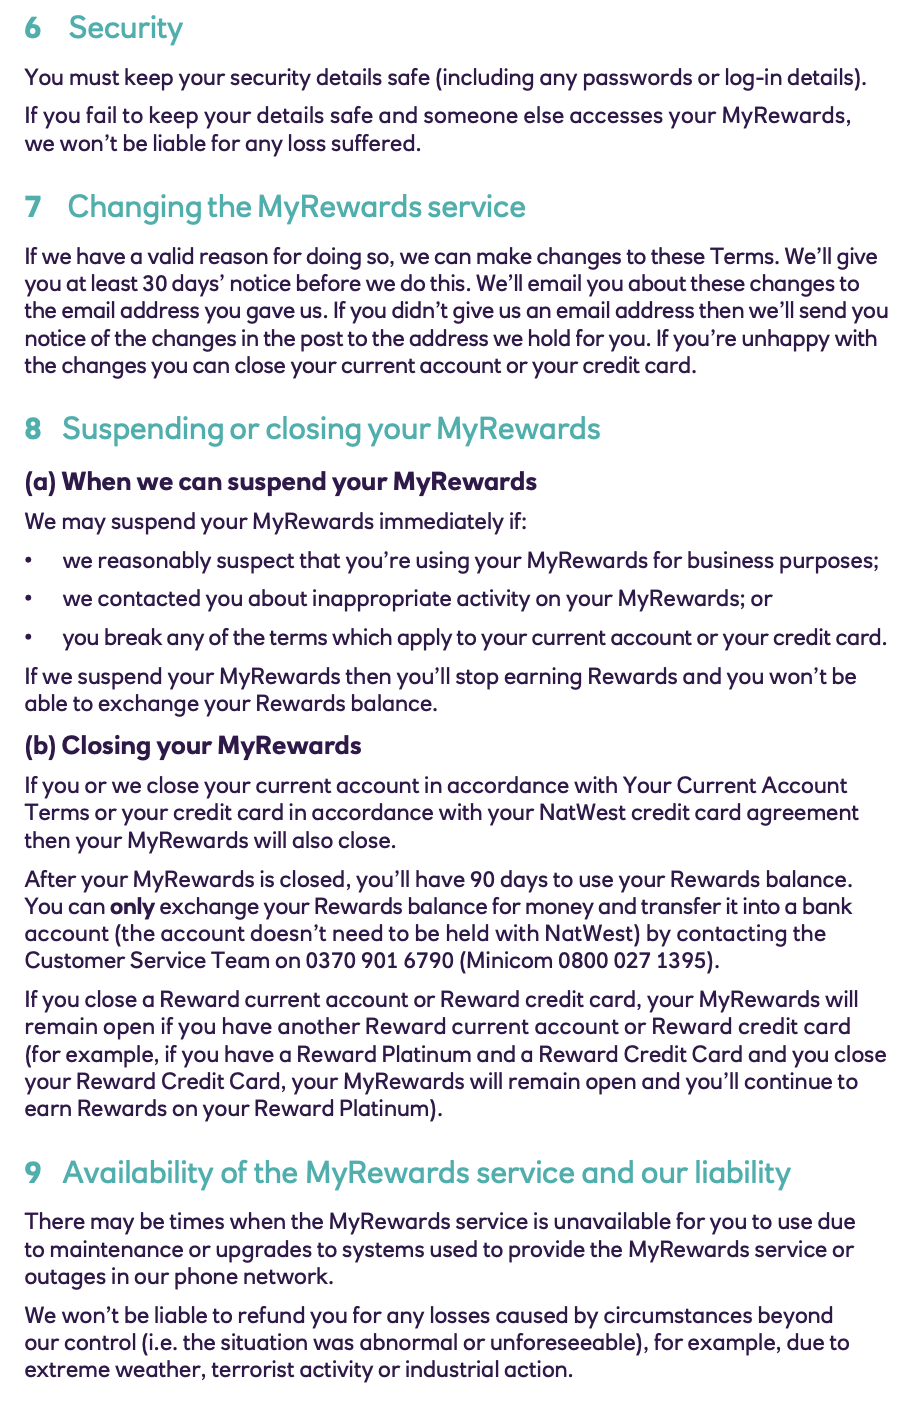 6 Security
You must keep your security details safe (including any passwords or log-in details).
If you fail to keep your details safe and someone else accesses your MyRewards,
we won't be liable for any loss suffered.
7 Changing the MyRewards service
If we have a valid reason for doing so, we can make changes to these Terms. We'll give
you at least 30 days' notice before we do this. We'll email you about these changes to
the email address you gave us. If you didn't give us an email address then we'll send you
notice of the changes in the post to the address we hold for you. If you're unhappy with
the changes you can close your current account or your credit card.
8 Suspending or closing your MyRewards
(a) When we can suspend your MyRewards
We may suspend your MyRewards immediately if:
• we reasonably suspect that you're using your MyRewards for business purposes;
• we contacted you about inappropriate activity on your MyRewards; or
• you break any of the terms which apply to your current account or your credit card.
If we suspend your MyRewards then you'll stop earning Rewards and you won't be
able to exchange your Rewards balance.
(b) Closing your MyRewards
If you or we close your current account in accordance with Your Current Account
Terms or your credit card in accordance with your NatWest credit card agreement
then your MyRewards will also close.
After your MyRewards is closed, you'll have 90 days to use your Rewards balance.
You can only exchange your Rewards balance for money and transfer it into a bank
account (the account doesn't need to be held with NatWest) by contacting the
Customer Service Team on 0370 901 6790 (Minicom 0800 027 1395).
If you close a Reward current account or Reward credit card, your MyRewards will
remain open if you have another Reward current account or Reward credit card
(for example, if you have a Reward Platinum and a Reward Credit Card and you close
your Reward Credit Card, your MyRewards will remain open and you'll continue to
earn Rewards on your Reward Platinum).
9 Availability of the MyRewards service and our liability
There may be times when the MyRewards service is unavailable for you to use due
to maintenance or upgrades to systems used to provide the MyRewards service or
outages in our phone network.
We won't be liable to refund you for any losses caused by circumstances beyond
our control (i.e. the situation was abnormal or unforeseeable), for example, due to
extreme weather, terrorist activity or industrial action.